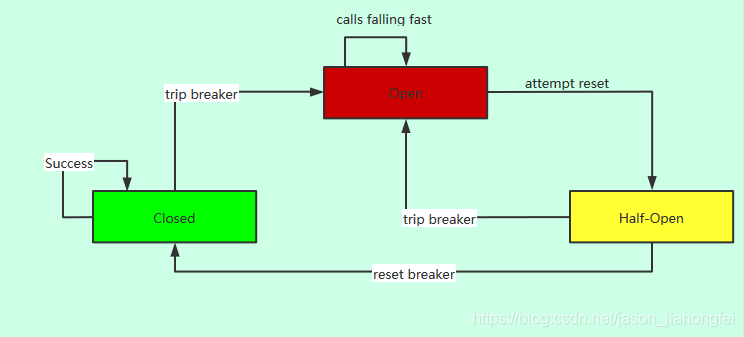 calls falling fast
trip breaker
Open
attempt reset
Success
Closed
trip breaker
Half-Open
reset breaker
https://blog.csdn.net/jason_jiahongfei